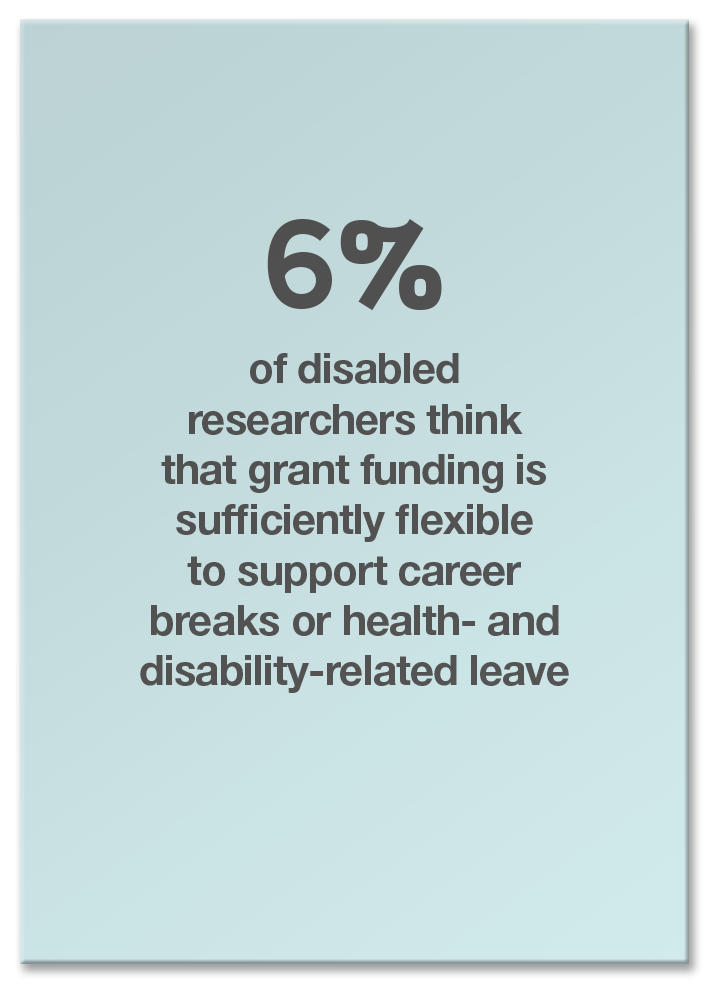 6%
of disabled
researchers think
that grant funding is
sufficiently flexible
to support career
breaks or health- and
disability-related leave